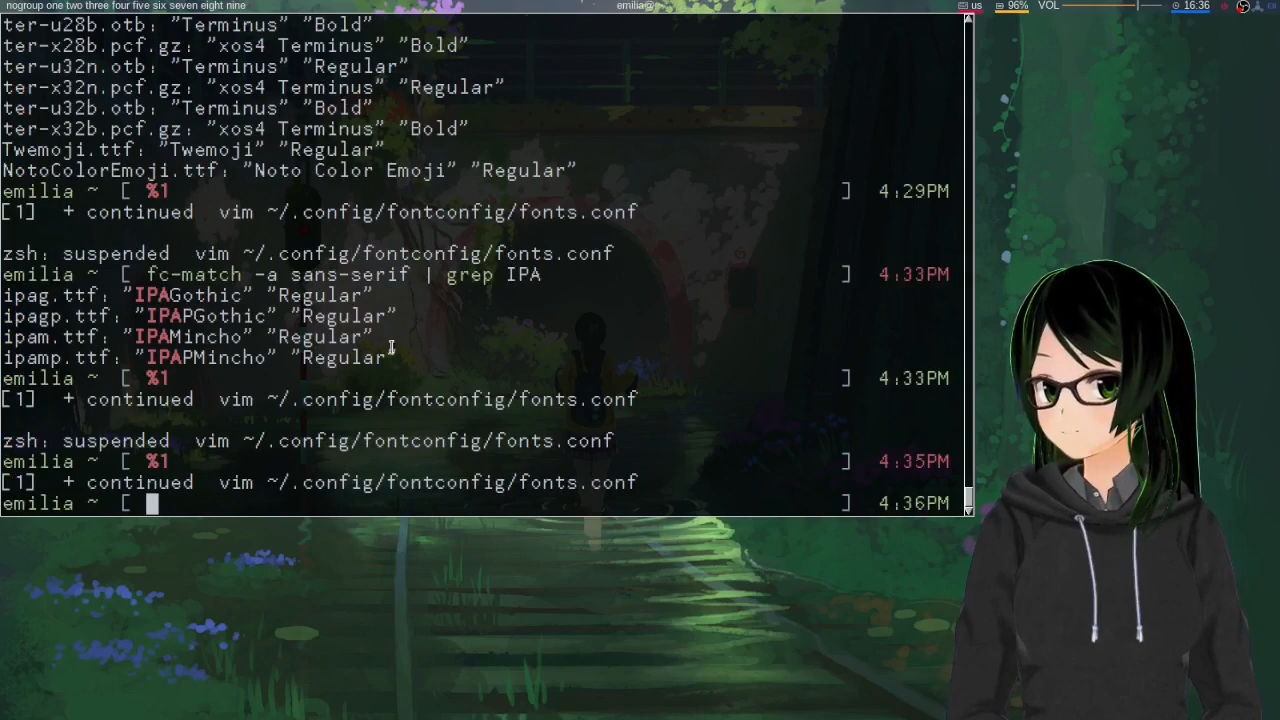 nogroup one two three four five six seven eight nine
emilia@
us
96%
VOL
16:36
ter-u28b.otb: "Terminus" "Bold"
ter-x28b.pcf.gz: "xos4 Terminus" "Bold"
ter-u32n.otb: "Terminus" "Regular"
ter-x32n.pcf.gz: "xos4 Terminus" "Regular"
ter-u32b.otb: "Terminus" "Bold"
ter-x32b.pcf.gz: "xos4 Terminus" "Bold"
Twemoji.ttf: "Twemoji" "Regular"
NotoColorEmoji.ttf: "Noto Color Emoji" "Regular"
emilia ~ [ %1 ] 4:29PM
[1]  + continued  vim ~/.config/fontconfig/fonts.conf
zsh: suspended  vim ~/.config/fontconfig/fonts.conf
emilia ~ [ fc-match -a sans-serif | grep IPA ] 4:33PM
ipag.ttf: "IPAGothic" "Regular"
ipagp.ttf: "IPAPGothic" "Regular"
ipam.ttf: "IPAMincho" "Regular"
ipamp.ttf: "IPAPMincho" "Regular"
emilia ~ [ %1 ] 4:33PM
[1]  + continued  vim ~/.config/fontconfig/fonts.conf
zsh: suspended  vim ~/.config/fontconfig/fonts.conf
emilia ~ [ %1 ] 4:35PM
[1]  + continued  vim ~/.config/fontconfig/fonts.conf
emilia ~ [ ] 4:36PM